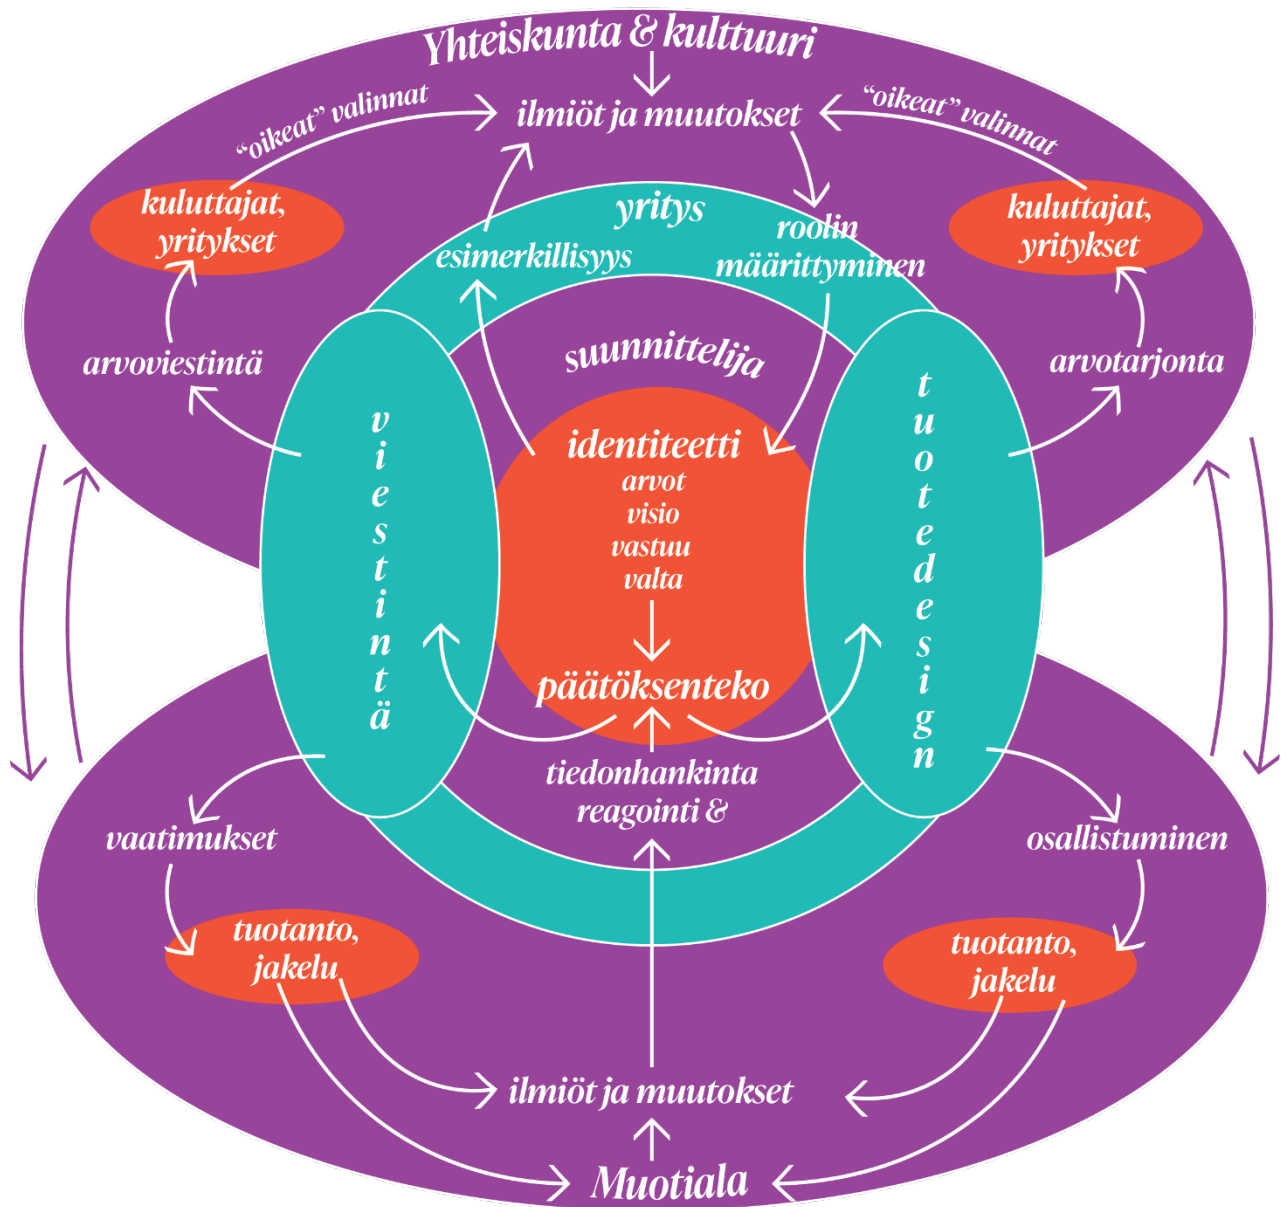 Yhteiskunta & kulttuuri
"oikeat" valinnat
ilmiöt ja muutokset
"oikeat" valinnat
kuluttajat,
yritykset
yritys
kuluttajat,
yritykset
esimerkillisyys
roolin
määrittyminen
arvoviestintä
suunnittelija
arvotarjonta
viestintä
identiteetti
arvot
visio
vastuu
valta
päätöksenteko
tuotedesign
tiedonhankinta
reagointi &
vaatimukset
osallistuminen
tuotanto,
jakelu
tuotanto,
jakelu
ilmiöt ja muutokset
Muotiala